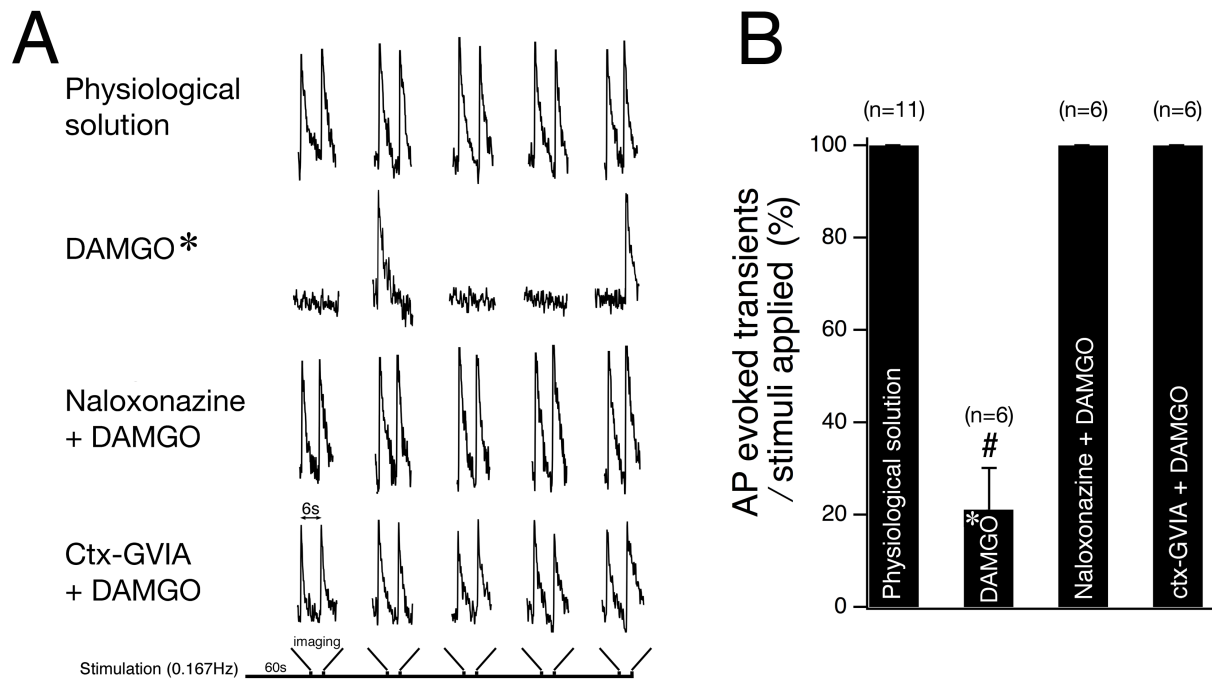 A
Physiological
solution
DAMGO*
Naloxonazine
+ DAMGO
6s
Ctx-GVIA
+ DAMGO
imaging
Stimulation (0.167Hz)
60s
B
(n=11)
(n=6)
(n=6)
(n=6)
#
AP evoked transients
/ stimuli applied (%)
100
80
60
40
20
0
Physiological solution
DAMGO*
Naloxonazine + DAMGO
ctx-GVIA + DAMGO